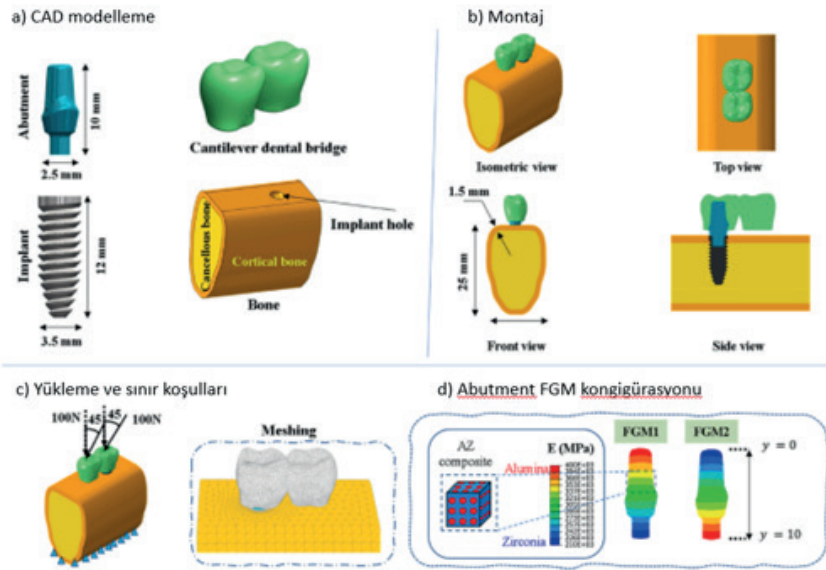 a) CAD modelleme
Abutment
10 mm
2.5 mm
Cantilever dental bridge
Implant
12 mm
3.5 mm
Cancellous bone
Cortical bone
Implant hole
Bone
b) Montaj
Isometric view
Top view
1.5 mm
25 mm
Front view
Side view
c) Yükleme ve sınır koşulları
100N
45
45
100N
Meshing
d) Abutment FGM kongigürasyonu
AZ
composite
E (MPa)
Alumina
Zirconia
FGM1
FGM2
y = 0
y = 10